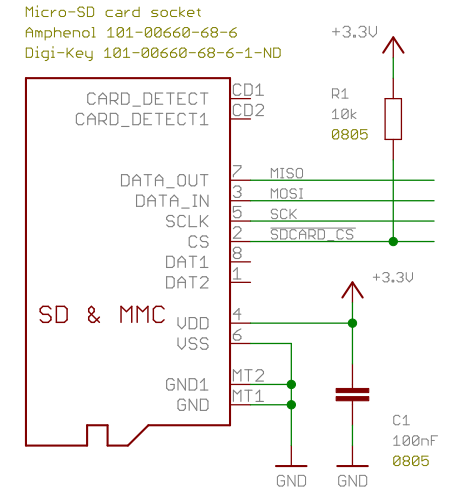 Micro-SD card socket
Amphenol 101-00660-68-6
Digi-Key 101-00660-68-6-1-ND
+3.3V
CARD_DETECT CD1
CARD_DETECT1 CD2
R1
10k
0805
DATA_OUT 7 MISO
DATA_IN 3 MOSI
SCLK 5 SCK
CS 2 SDCARD_CS
DAT1 8
DAT2 1
+3.3V
SD & MMC
VDD 4
VSS 6
GND1 MT2
GND MT1
C1
100nF
0805
GND GND